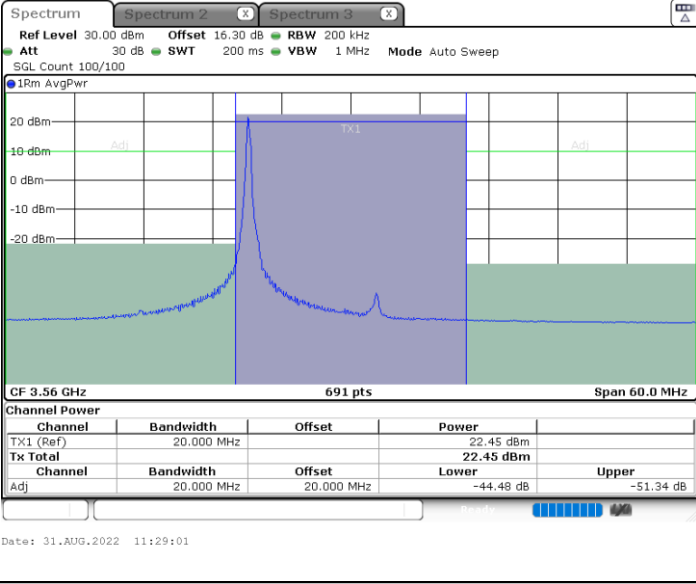 Spectrum Spectrum 2 X Spectrum 3 X
Ref Level 30.00 dBm Offset 16.30 dB RBW 200 kHz
Att 30 dB SWT 200 ms VBW 1 MHz Mode Auto Sweep
SGL Count 100/100
1Rm AvgPwr
20 dBm
TX1
10 dBm
Adj Adj
0 dBm
-10 dBm
-20 dBm
CF 3.56 GHz 691 pts Span 60.0 MHz
Channel Power
Channel Bandwidth Offset Power
TX1 (Ref) 20.000 MHz 22.45 dBm
Tx Total 22.45 dBm
Channel Bandwidth Offset Lower Upper
Adj 20.000 MHz 20.000 MHz -44.48 dB -51.34 dB
Ready
Date: 31.AUG.2022 11:29:01